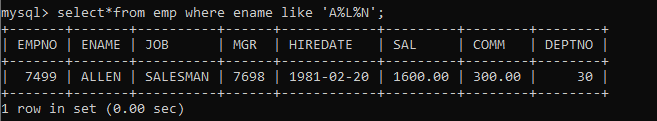 mysql> select*from emp where ename like 'A%L%N';
+-------+-------+----------+------+------------+---------+--------+--------+
| EMPNO | ENAME | JOB      | MGR  | HIREDATE   | SAL     | COMM   | DEPTNO |
+-------+-------+----------+------+------------+---------+--------+--------+
|  7499 | ALLEN | SALESMAN | 7698 | 1981-02-20 | 1600.00 | 300.00 |     30 |
+-------+-------+----------+------+------------+---------+--------+--------+
1 row in set (0.00 sec)